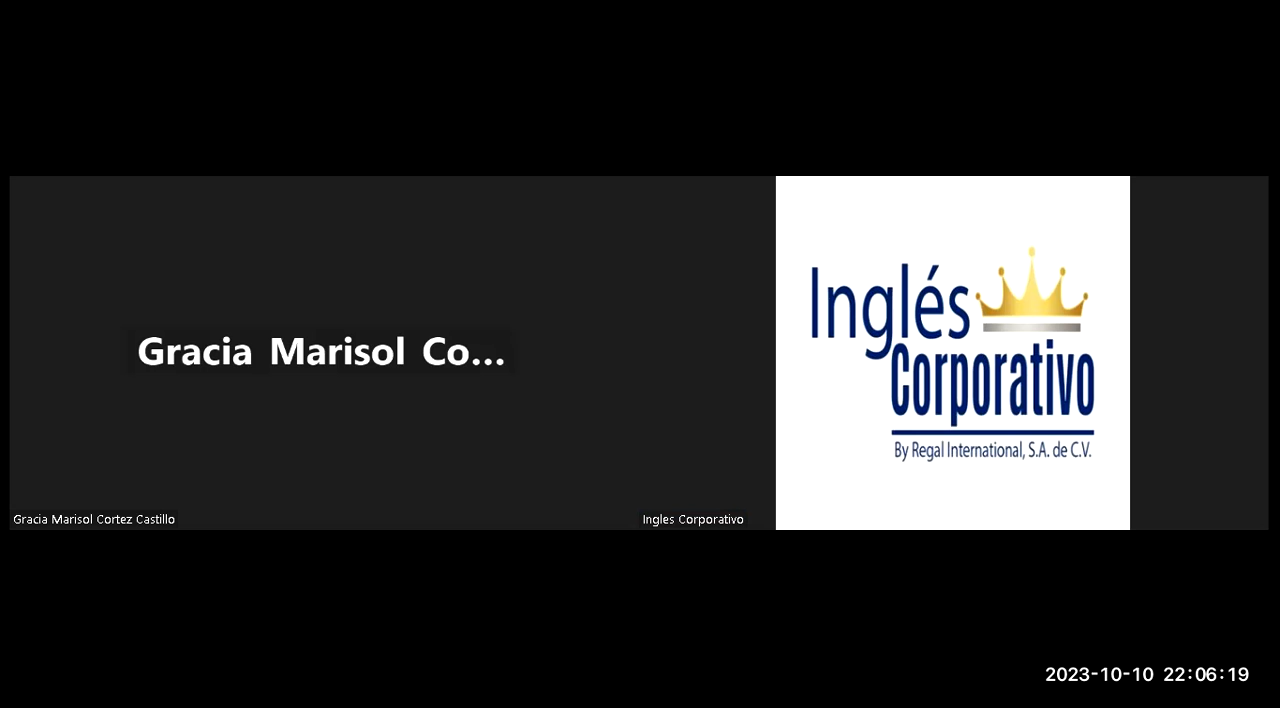 Gracia Marisol Co...
Gracia Marisol Cortez Castillo
Inglés
Corporativo
By Regal International, S.A. de C.V.
Ingles Corporativo
2023-10-10 22:06:19